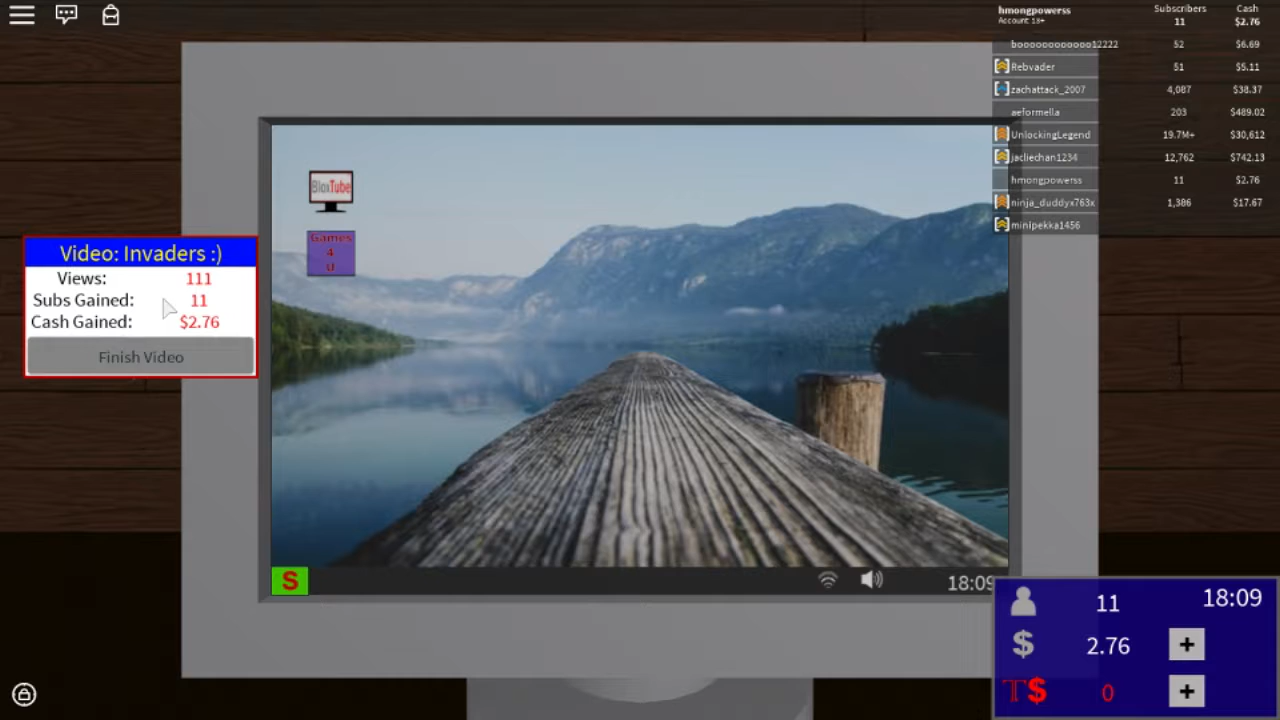 hmongpowerss
Account: 13+
Subscribers
11
Cash
$2.76
booooooooooooo12222 52 $6.69
Rebvader 51 $5.11
zachattack_2007 4,087 $38.37
aeformella 203 $489.02
UnlockingLegend 19.7M+ $30,612
jacliechan1234 12,762 $742.13
hmongpowerss 11 $2.76
ninja_duddyx763x 1,386 $17.67
minipekka1456
BloxTube
Games
4
U
Video: Invaders :)
Views: 111
Subs Gained: 11
Cash Gained: $2.76
Finish Video
S
18:09
11 18:09
$ 2.76 +
T$ 0 +